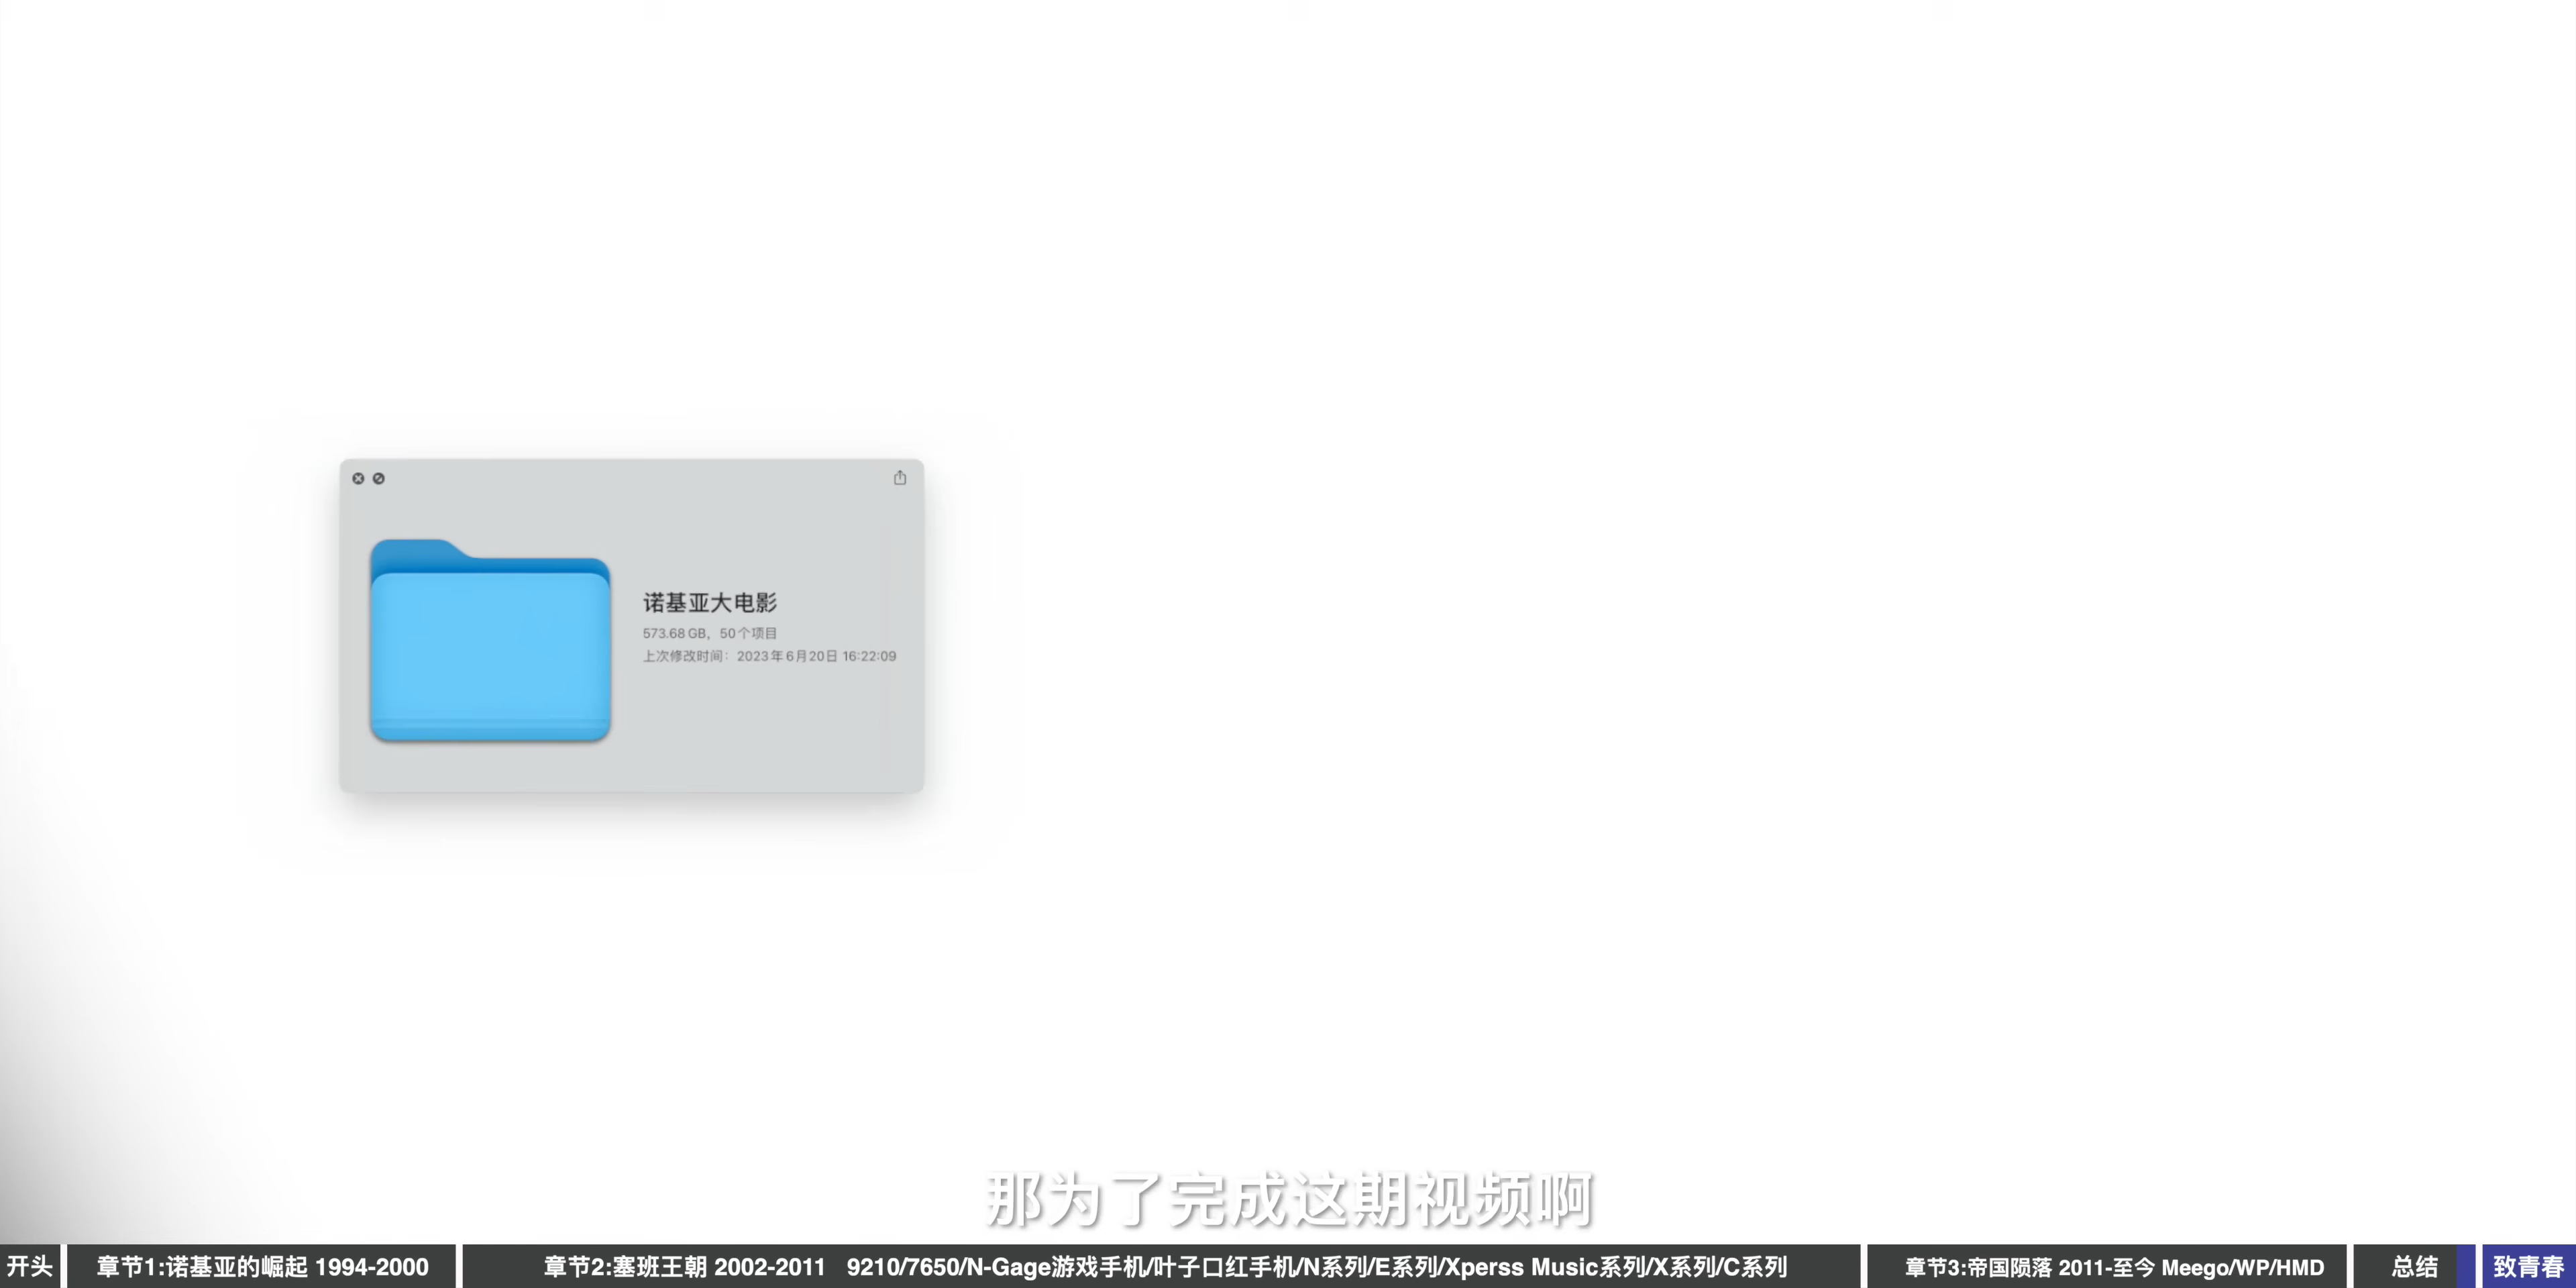 诺基亚大电影
573.68 GB，50个项目
上次修改时间：2023年6月20日 16:22:09
那为了完成这期视频啊
开头 章节1:诺基亚的崛起 1994-2000 章节2:塞班王朝 2002-2011 9210/7650/N-Gage游戏手机/叶子口红手机/N系列/E系列/Xperss Music系列/X系列/C系列 章节3:帝国陨落 2011-至今 Meego/WP/HMD 总结 致青春